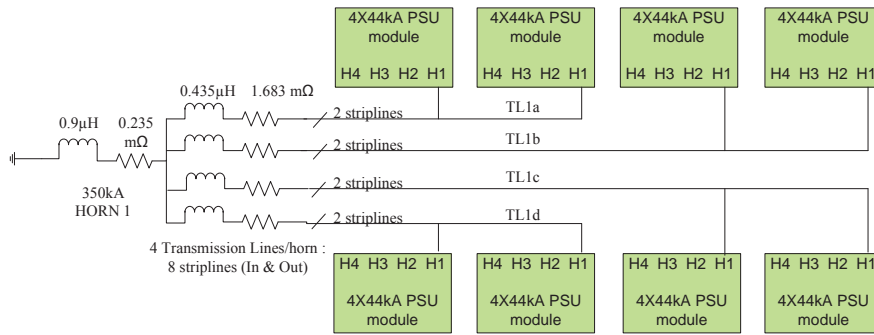 4X44kA PSU
module
H4 H3 H2 H1
4X44kA PSU
module
H4 H3 H2 H1
4X44kA PSU
module
H4 H3 H2 H1
4X44kA PSU
module
H4 H3 H2 H1
0.435μH
1.683 mΩ
2 striplines
TL1a
0.9μH
0.235
mΩ
2 striplines
TL1b
2 striplines
TL1c
350kA
HORN 1
2 striplines
TL1d
4 Transmission Lines/horn :
8 striplines (In & Out)
H4 H3 H2 H1
4X44kA PSU
module
H4 H3 H2 H1
4X44kA PSU
module
H4 H3 H2 H1
4X44kA PSU
module
H4 H3 H2 H1
4X44kA PSU
module